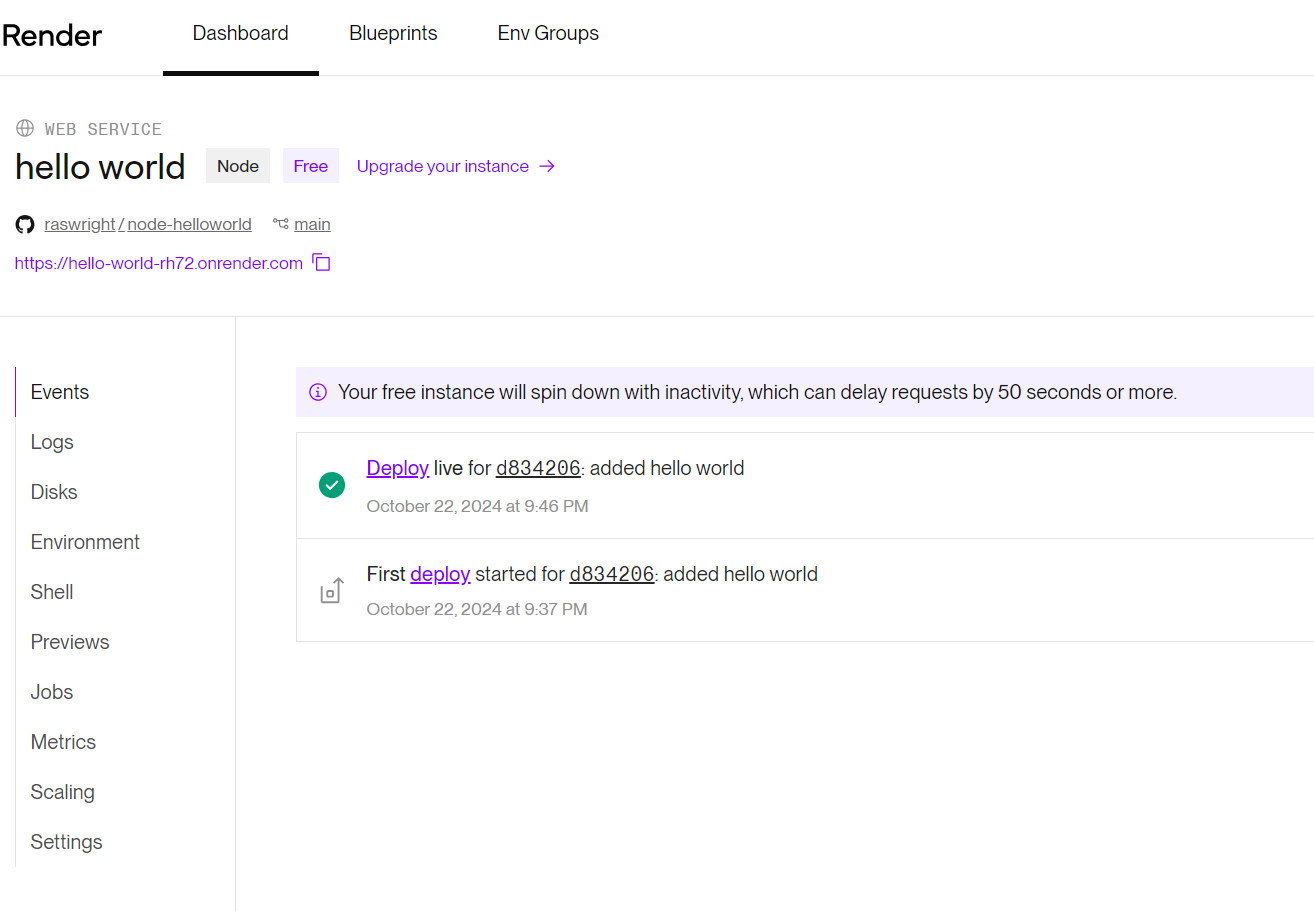 Render Dashboard Blueprints Env Groups
WEB SERVICE
hello world Node Free Upgrade your instance →
raswright / node-helloworld main
https://hello-world-rh72.onrender.com
Events
Logs
Disks
Environment
Shell
Previews
Jobs
Metrics
Scaling
Settings
Your free instance will spin down with inactivity, which can delay requests by 50 seconds or more.
Deploy live for d834206: added hello world
October 22, 2024 at 9:46 PM
First deploy started for d834206: added hello world
October 22, 2024 at 9:37 PM